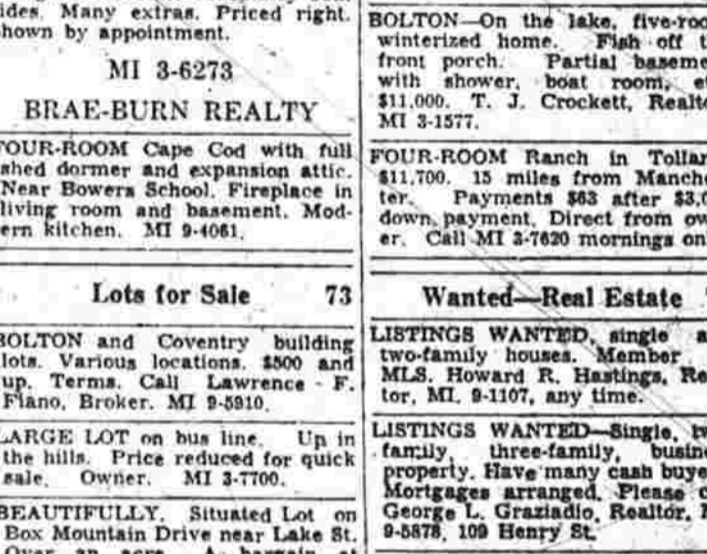 ides. Many extras. Priced right.
hown by appointment.
MI 3-6273
BRAE-BURN REALTY
FOUR-ROOM Cape Cod with full
shed dormer and expansion attic.
Near Bowers School. Fireplace in
living room and basement. Mod-
ern kitchen. MI 9-4061.
Lots for Sale 73
BOLTON and Coventry building
lots. Various locations. $500 and
up. Terms. Call Lawrence F.
Fiano, Broker. MI 9-5910.
LARGE LOT on bus line. Up in
the hills. Price reduced for quick
sale. Owner. MI 3-7700.
BEAUTIFULLY. Situated Lot on
Box Mountain Drive near Lake St.
Over an acre. A bargain at
BOLTON—On the lake, five-roo
winterized home. Fish off t
front porch. Partial baseme
with shower, boat room, e
$11,000. T. J. Crockett, Realto
MI 3-1577.
FOUR-ROOM Ranch in Tollan
$11,700. 15 miles from Manche
ter. Payments $63 after $3,0
down payment. Direct from ow
er. Call MI 3-7620 mornings on
Wanted—Real Estate
LISTINGS WANTED, single a
two-family houses. Member
MLS. Howard R. Hastings, Re
tor, MI. 9-1107, any time.
LISTINGS WANTED—Single, tw
family, three-family, busine
property. Have many cash buye
Mortgages arranged. Please c
George L. Graziadio, Realtor, M
9-5878, 109 Henry St.